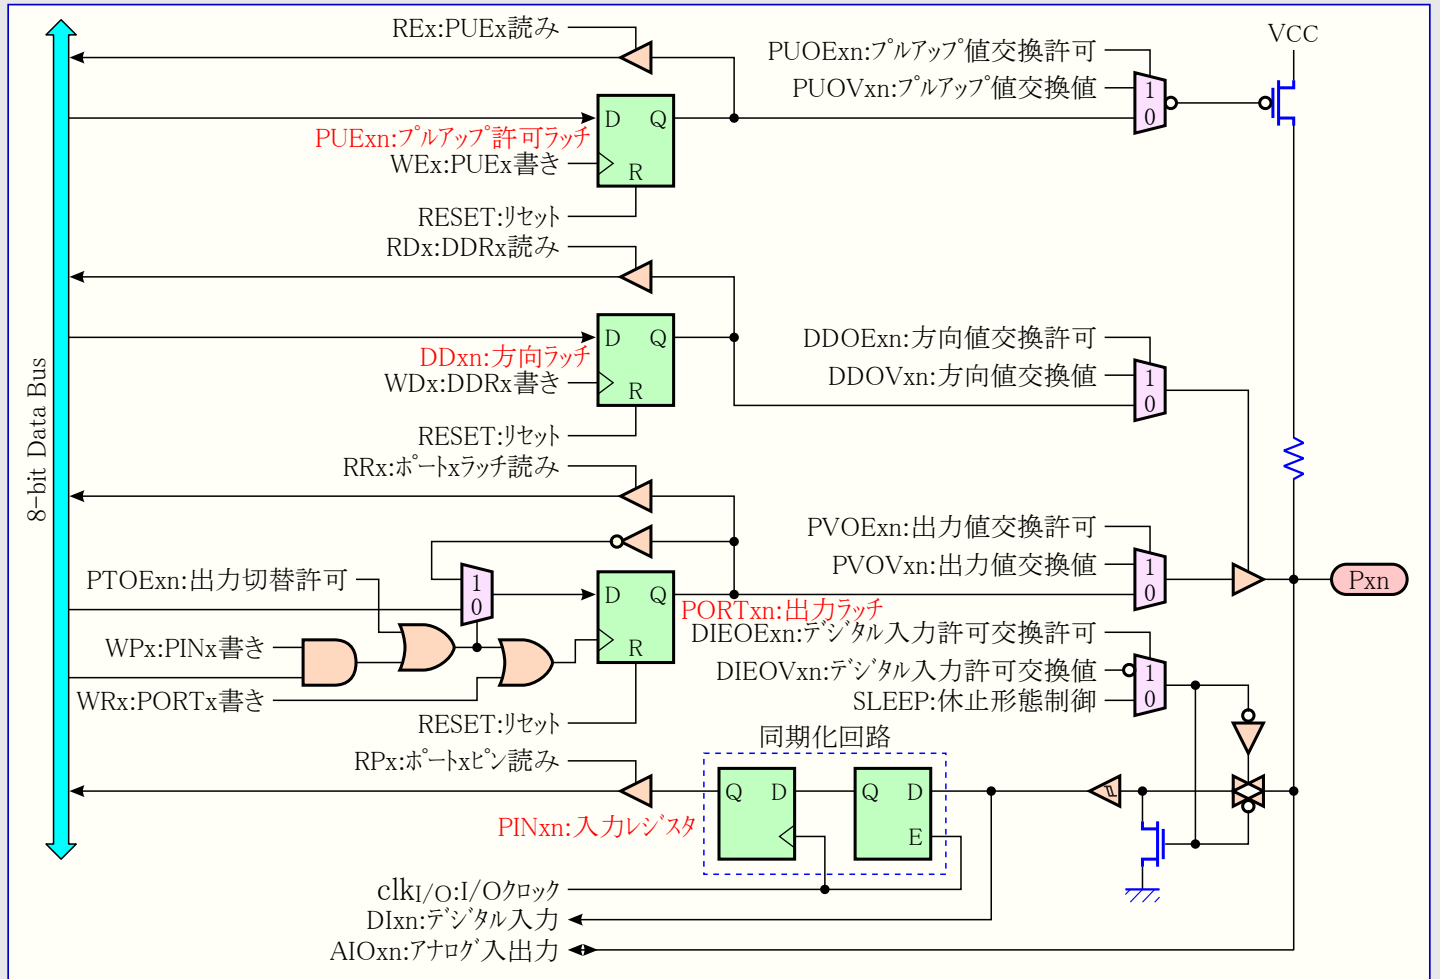 REx:PUEx読み
PUOExn:プルアップ値交換許可
VCC
PUOVxn:プルアップ値交換値
1
0
D Q
PUExn:プルアップ許可ラッチ
WEx:PUEx書き
R
RESET:リセット
RDx:DDRx読み
D Q
DDxn:方向ラッチ
WDx:DDRx書き
R
DDOExn:方向値交換許可
DDOVxn:方向値交換値
1
0
RESET:リセット
8-bit Data Bus
RRx:ポートxラッチ読み
PVOExn:出力値交換許可
PVOVxn:出力値交換値
1
0
Pxn
PTOExn:出力切替許可
1
0
D Q
PORTxn:出力ラッチ
WPx:PINx書き
R
DIEOExn:デジタル入力許可交換許可
DIEOVxn:デジタル入力許可交換値
1
0
WRx:PORTx書き
SLEEP:休止形態制御
RESET:リセット
同期化回路
RPx:ポートxピン読み
Q D
Q D
PINxn:入力レジスタ
E
clkI/O:I/Oクロック
DIxn:デジタル入力
AIOxn:アナログ入出力